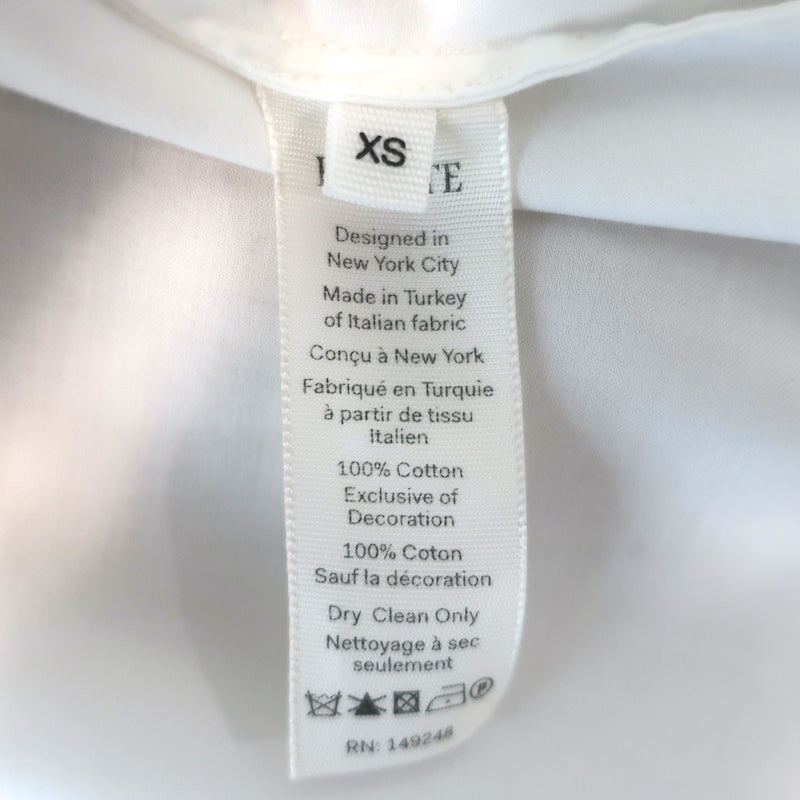 XS
Designed in
New York City
Made in Turkey
of Italian fabric
Conçu à New York
Fabriqué en Turquie
à partir de tissu
Italien
100% Cotton
Exclusive of
Decoration
100% Coton
Sauf la décoration
Dry Clean Only
Nettoyage à sec
seulement
P
RN: 149248